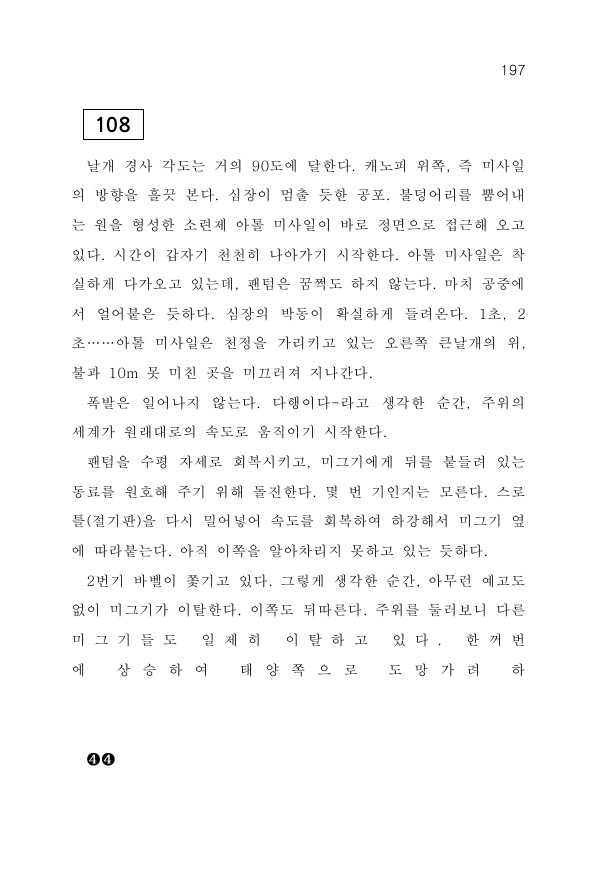 197
108
날개 경사 각도는 거의 90도에 달한다. 캐노피 위쪽, 즉 미사일
의 방향을 흘끗 본다. 심장이 멈출 듯한 공포. 불덩어리를 뿜어내
는 원을 형성한 소련제 아톨 미사일이 바로 정면으로 접근해 오고
있다. 시간이 갑자기 천천히 나아가기 시작한다. 아톨 미사일은 착
실하게 다가오고 있는데, 팬텀은 꿈쩍도 하지 않는다. 마치 공중에
서 얼어붙은 듯하다. 심장의 박동이 확실하게 들려온다. 1초, 2
초……아톨 미사일은 천정을 가리키고 있는 오른쪽 큰날개의 위,
불과 10m 못 미친 곳을 미끄러져 지나간다.
폭발은 일어나지 않는다. 다행이다-라고 생각한 순간, 주위의
세계가 원래대로의 속도로 움직이기 시작한다.
팬텀을 수평 자세로 회복시키고, 미그기에게 뒤를 붙들려 있는
동료를 원호해 주기 위해 돌진한다. 몇 번 기인지는 모른다. 스로
틀(절기판)을 다시 밀어넣어 속도를 회복하여 하강해서 미그기 옆
에 따라붙는다. 아직 이쪽을 알아차리지 못하고 있는 듯하다.
2번기 바벨이 쫓기고 있다. 그렇게 생각한 순간, 아무런 예고도
없이 미그기가 이탈한다. 이쪽도 뒤따른다. 주위를 둘러보니 다른
미그기들도 일제히 이탈하고 있다. 한꺼번
에 상승하여 태양쪽으로 도망가려 하
❹❹